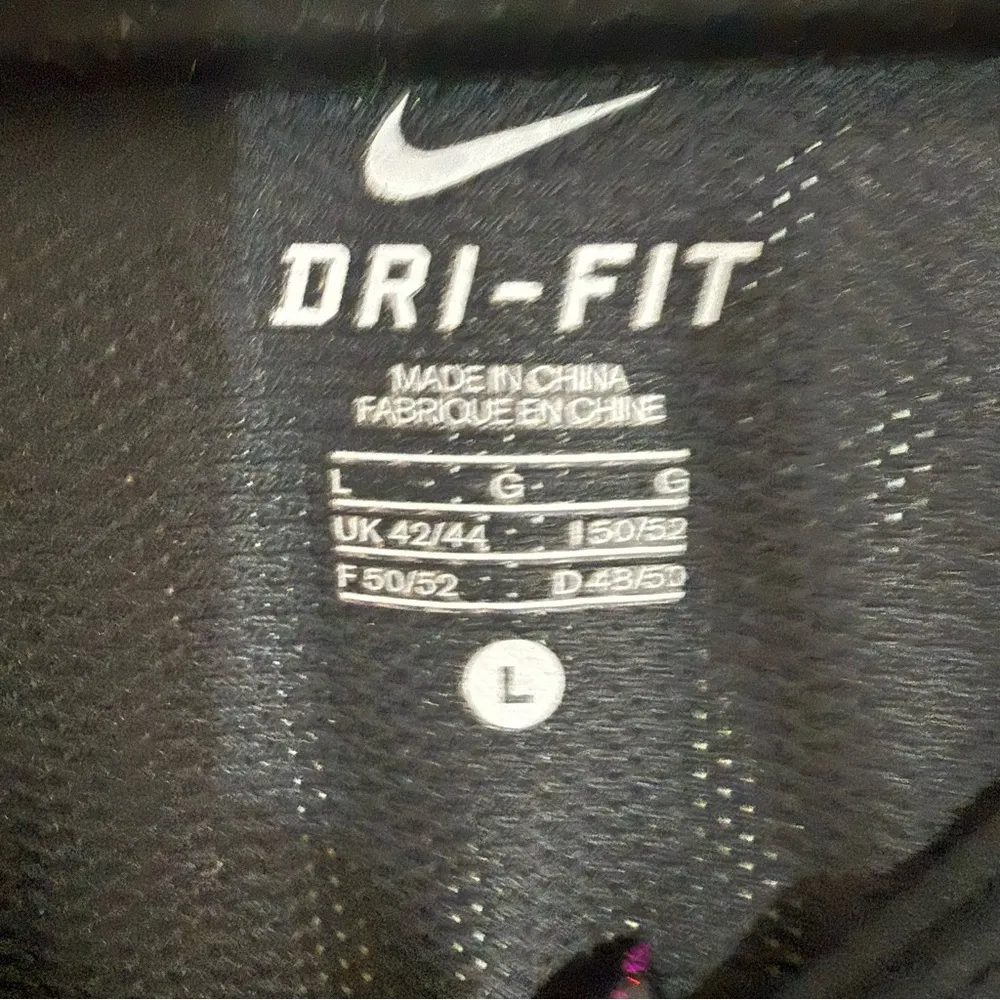 DRI-FIT
MADE IN CHINA
FABRIQUE EN CHINE
L G G
UK 42/44 I 50/52
F 50/52 D 48/50
L